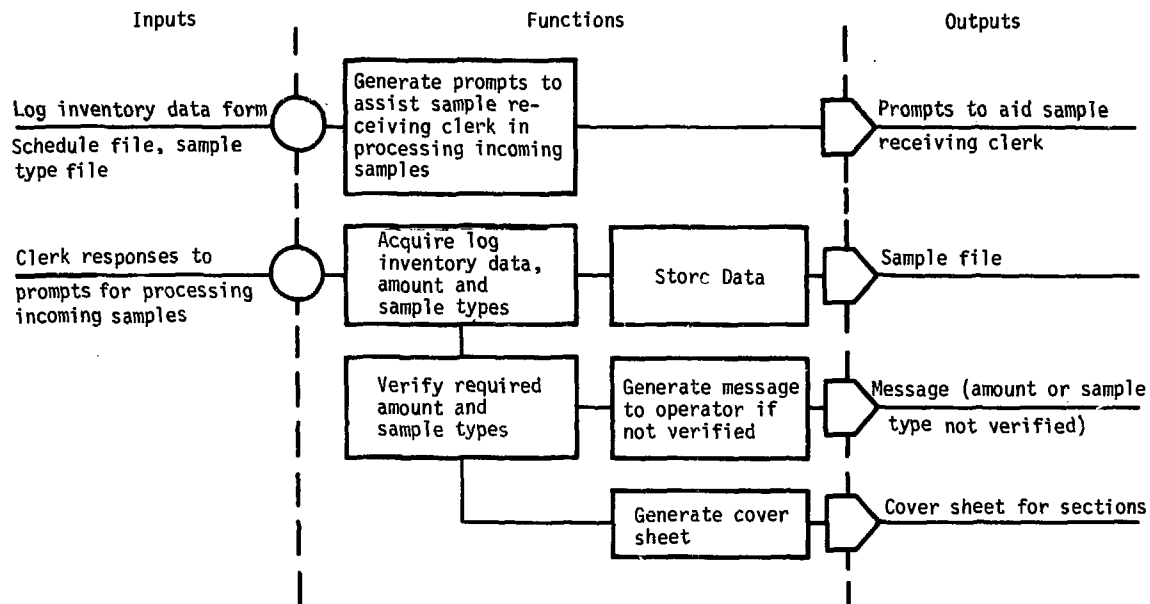 Inputs
Functions
Outputs
Log inventory data form
Schedule file, sample
type file
Generate prompts to
assist sample re-
ceiving clerk in
processing incoming
samples
Prompts to aid sample
receiving clerk
Clerk responses to
prompts for processing
incoming samples
Acquire log
inventory data,
amount and
sample types
Storc Data
Sample file
Verify required
amount and
sample types
Generate message
to operator if
not verified
Message (amount or sample
type not verified)
Generate cover
sheet
Cover sheet for sections